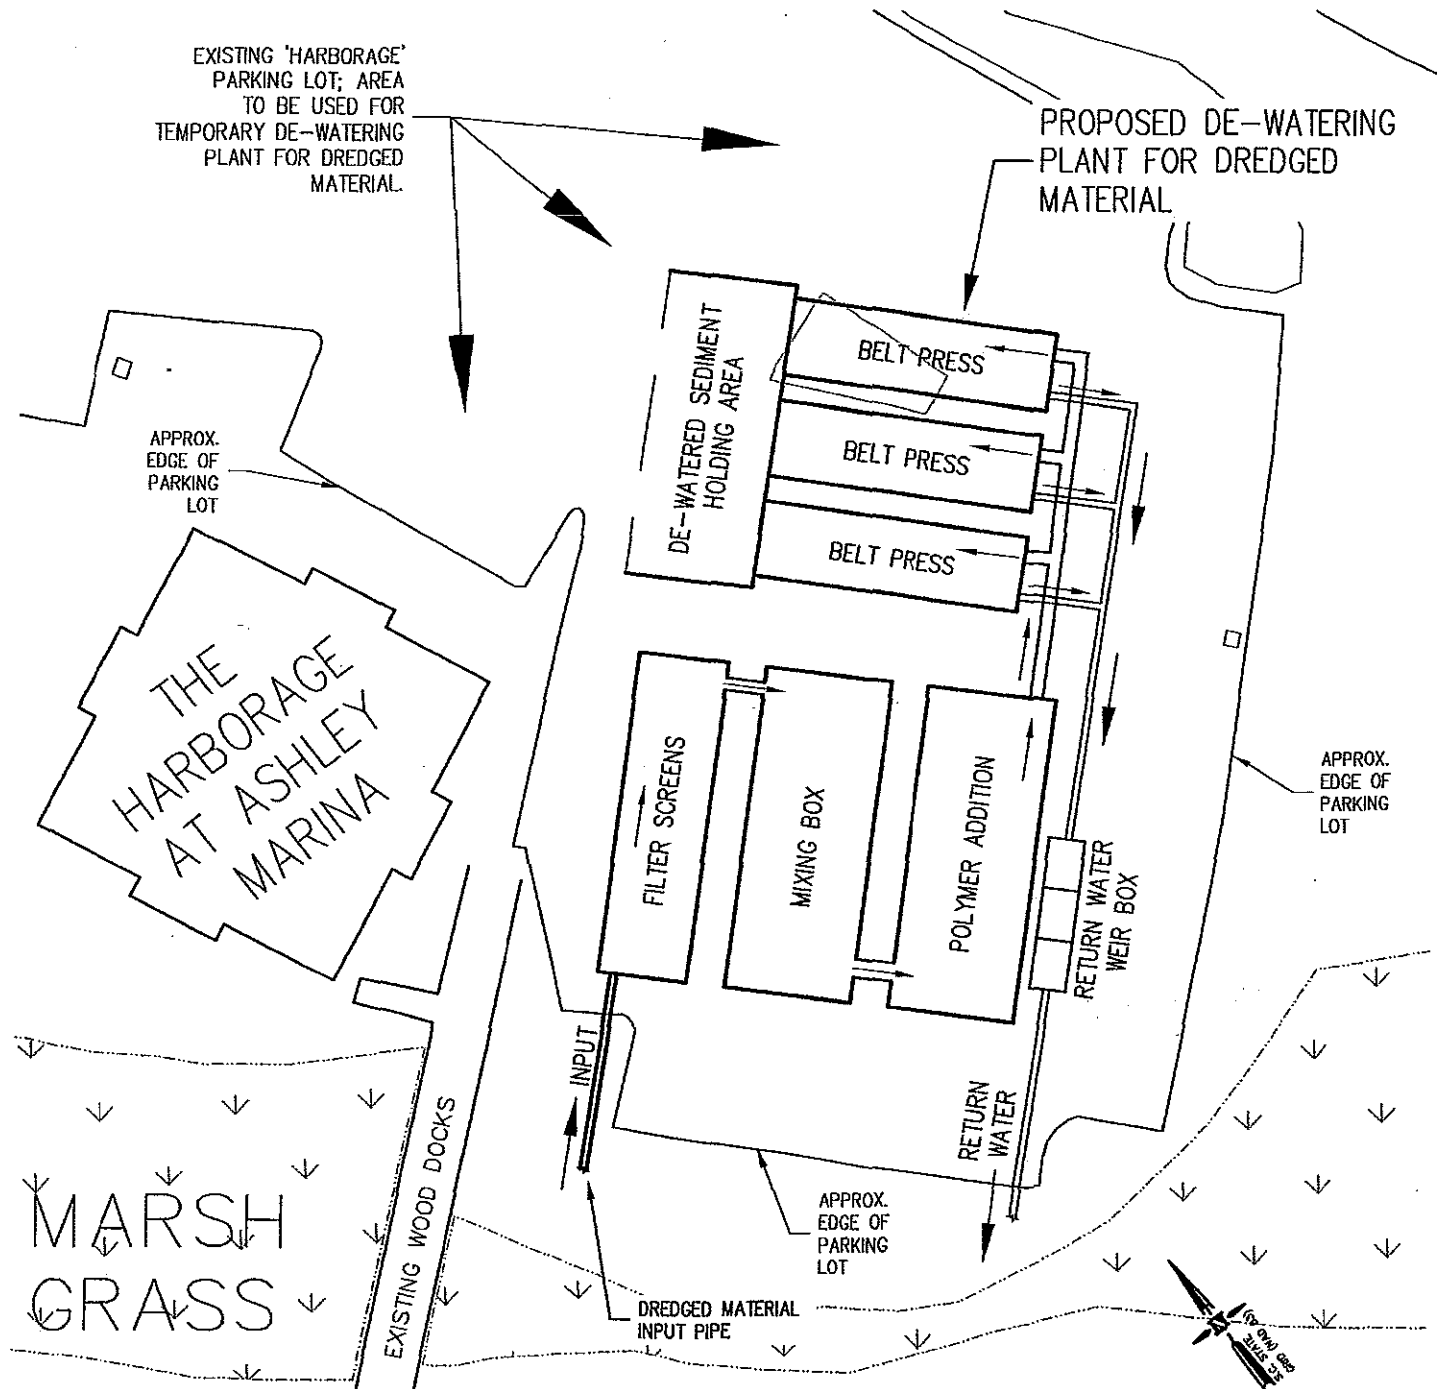 EXISTING 'HARBORAGE'
PARKING LOT; AREA
TO BE USED FOR
TEMPORARY DE-WATERING
PLANT FOR DREDGED
MATERIAL.
PROPOSED DE-WATERING
PLANT FOR DREDGED
MATERIAL
DE-WATERED SEDIMENT
HOLDING AREA
BELT PRESS
BELT PRESS
BELT PRESS
APPROX.
EDGE OF
PARKING
LOT
THE
HARBORAGE
AT ASHLEY
MARINA
FILTER SCREENS
MIXING BOX
POLYMER ADDITION
RETURN WATER
WEIR BOX
APPROX.
EDGE OF
PARKING
LOT
INPUT
RETURN
WATER
EXISTING WOOD DOCKS
MARSH
GRASS
APPROX.
EDGE OF
PARKING
LOT
DREDGED MATERIAL
INPUT PIPE
S.C. STATE
GRID (NAD 83)